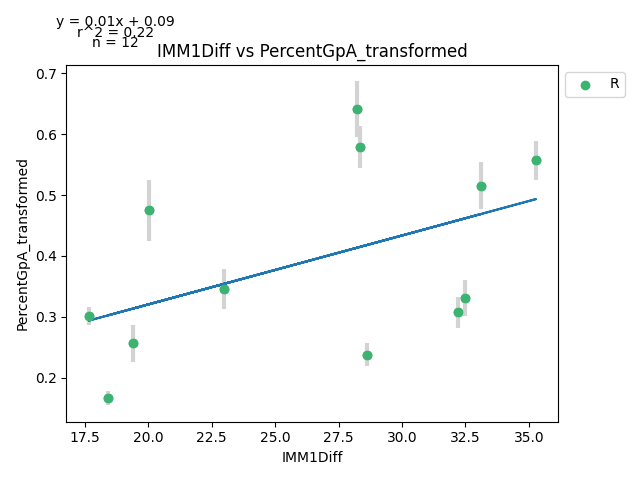 y = 0.01x + 0.09
r^2 = 0.22
n = 12
IMM1Diff vs PercentGpA_transformed
R
0.7
0.6
0.5
0.4
0.3
0.2
PercentGpA_transformed
17.5 20.0 22.5 25.0 27.5 30.0 32.5 35.0
IMM1Diff